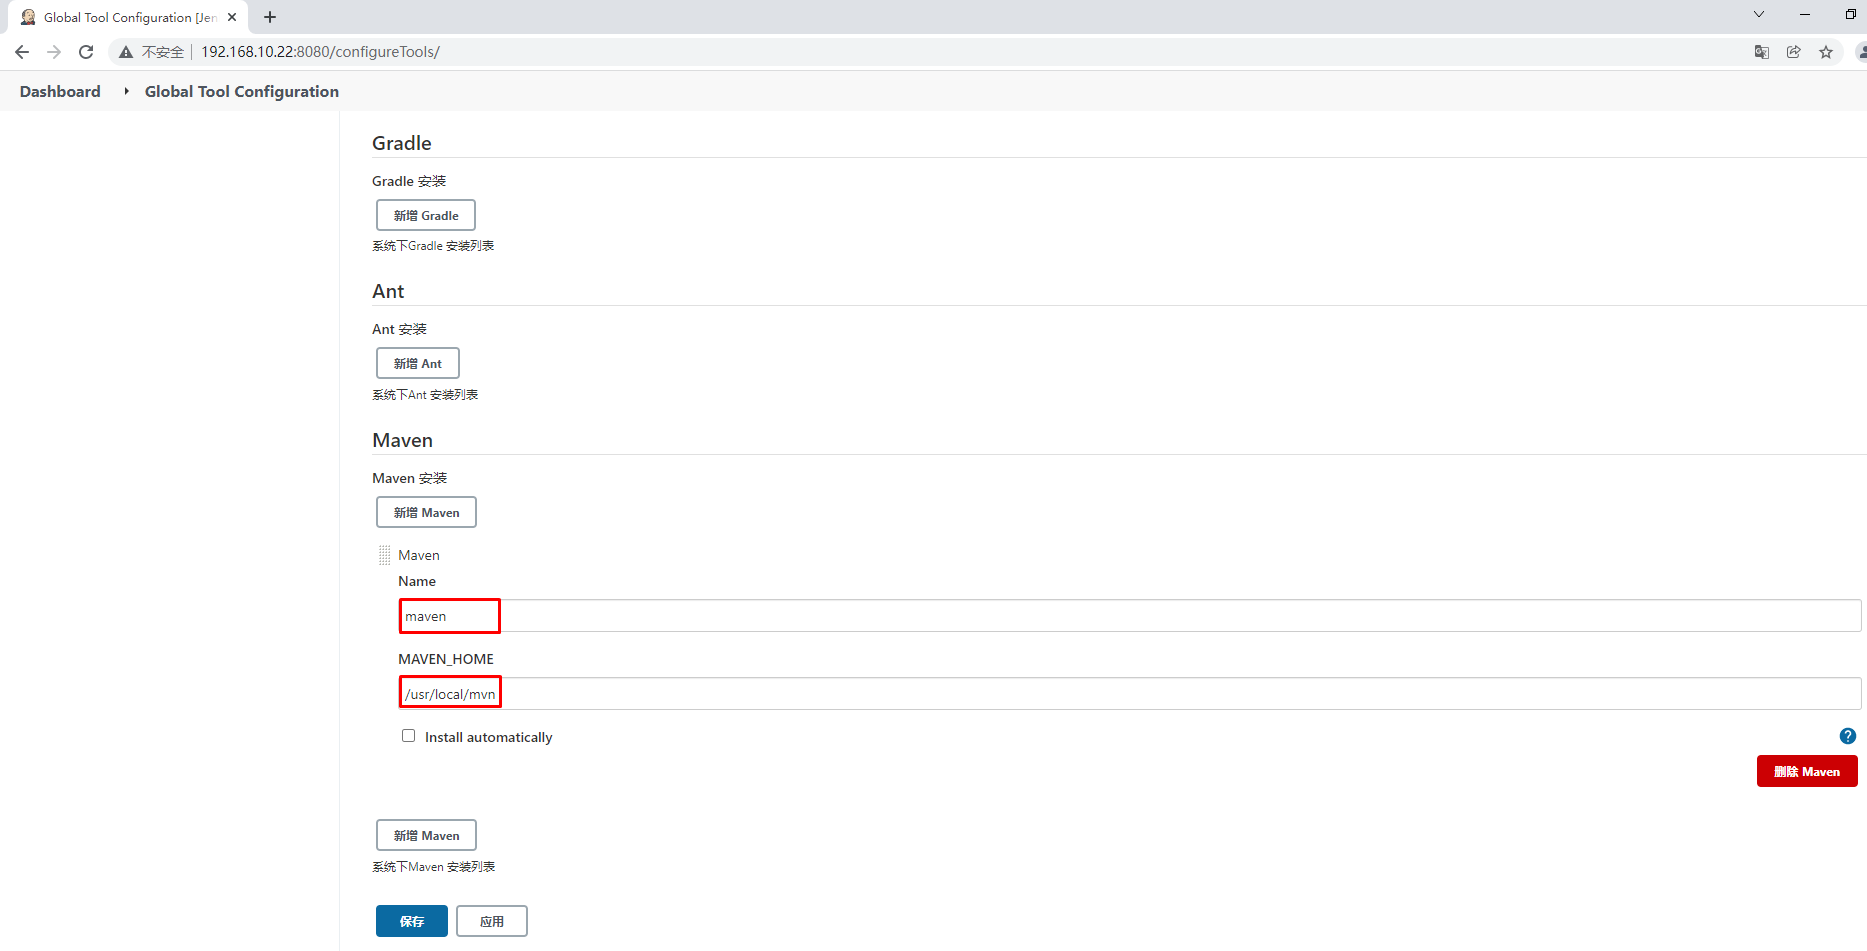 Global Tool Configuration [Jen
不安全 192.168.10.22:8080/configureTools/
Dashboard Global Tool Configuration
Gradle
Gradle 安装
新增 Gradle
系统下Gradle 安装列表
Ant
Ant 安装
新增 Ant
系统下Ant 安装列表
Maven
Maven 安装
新增 Maven
Maven
Name
maven
MAVEN_HOME
/usr/local/mvn
Install automatically
?
删除 Maven
新增 Maven
系统下Maven 安装列表
保存 应用